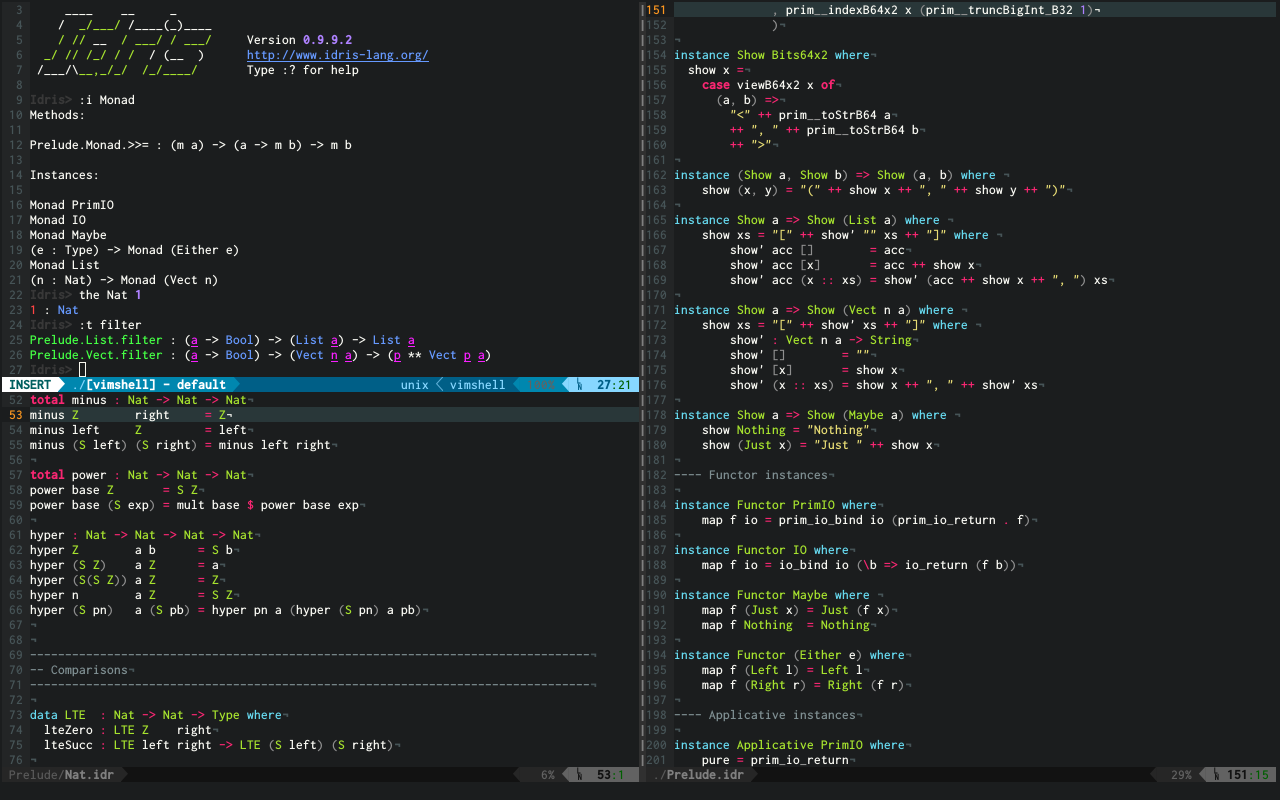 3     ____    __     _
4    /  _/___/ /____(_)____
5    / // __  / ___/ / ___/     Version 0.9.9.2
6  _/ // /_/ / /  / (__  )      http://www.idris-lang.org/
7 /___/\__,_/_/  /_/____/       Type :? for help
8
9 Idris> :i Monad
10 Methods:
11
12 Prelude.Monad.>>= : (m a) -> (a -> m b) -> m b
13
14 Instances:
15
16 Monad PrimIO
17 Monad IO
18 Monad Maybe
19 (e : Type) -> Monad (Either e)
20 Monad List
21 (n : Nat) -> Monad (Vect n)
22 Idris> the Nat 1
23 1 : Nat
24 Idris> :t filter
25 Prelude.List.filter : (a -> Bool) -> (List a) -> List a
26 Prelude.Vect.filter : (a -> Bool) -> (Vect n a) -> (p ** Vect p a)
27 Idris>
INSERT ./[vimshell] - default unix < vimshell 100% 27:21
52 total minus : Nat -> Nat -> Nat¬
53 minus Z        right     = Z¬
54 minus left     Z         = left¬
55 minus (S left) (S right) = minus left right¬
56 ¬
57 total power : Nat -> Nat -> Nat¬
58 power base Z       = S Z¬
59 power base (S exp) = mult base $ power base exp¬
60 ¬
61 hyper : Nat -> Nat -> Nat -> Nat¬
62 hyper Z        a b      = S b¬
63 hyper (S Z)    a Z      = a¬
64 hyper (S(S Z)) a Z      = Z¬
65 hyper n        a Z      = S Z¬
66 hyper (S pn)   a (S pb) = hyper pn a (hyper (S pn) a pb)¬
67 ¬
68 ¬
69 --------------------------------------------------------------------------------¬
70 -- Comparisons¬
71 --------------------------------------------------------------------------------¬
72 ¬
73 data LTE  : Nat -> Nat -> Type where¬
74   lteZero : LTE Z    right¬
75   lteSucc : LTE left right -> LTE (S left) (S right)¬
76 ¬
Prelude/Nat.idr 6% 53:1
151               , prim__indexB64x2 x (prim__truncBigInt_B32 1)¬
152               )¬
153 ¬
154 instance Show Bits64x2 where¬
155   show x =¬
156     case viewB64x2 x of¬
157       (a, b) =>¬
158         "<" ++ prim__toStrB64 a¬
159         ++ ", " ++ prim__toStrB64 b¬
160         ++ ">"¬
161 ¬
162 instance (Show a, Show b) => Show (a, b) where ¬
163     show (x, y) = "(" ++ show x ++ ", " ++ show y ++ ")"¬
164 ¬
165 instance Show a => Show (List a) where ¬
166     show xs = "[" ++ show' "" xs ++ "]" where ¬
167         show' acc []        = acc¬
168         show' acc [x]       = acc ++ show x¬
169         show' acc (x :: xs) = show' (acc ++ show x ++ ", ") xs¬
170 ¬
171 instance Show a => Show (Vect n a) where ¬
172     show xs = "[" ++ show' xs ++ "]" where ¬
173         show' : Vect n a -> String¬
174         show' []        = ""¬
175         show' [x]       = show x¬
176         show' (x :: xs) = show x ++ ", " ++ show' xs¬
177 ¬
178 instance Show a => Show (Maybe a) where ¬
179     show Nothing = "Nothing"¬
180     show (Just x) = "Just " ++ show x¬
181 ¬
182 ---- Functor instances¬
183 ¬
184 instance Functor PrimIO where¬
185     map f io = prim_io_bind io (prim_io_return . f)¬
186 ¬
187 instance Functor IO where¬
188     map f io = io_bind io (\b => io_return (f b))¬
189 ¬
190 instance Functor Maybe where ¬
191     map f (Just x) = Just (f x)¬
192     map f Nothing  = Nothing¬
193 ¬
194 instance Functor (Either e) where¬
195     map f (Left l) = Left l¬
196     map f (Right r) = Right (f r)¬
197 ¬
198 ---- Applicative instances¬
199 ¬
200 instance Applicative PrimIO where¬
201     pure = prim_io_return¬
./Prelude.idr 29% 151:15